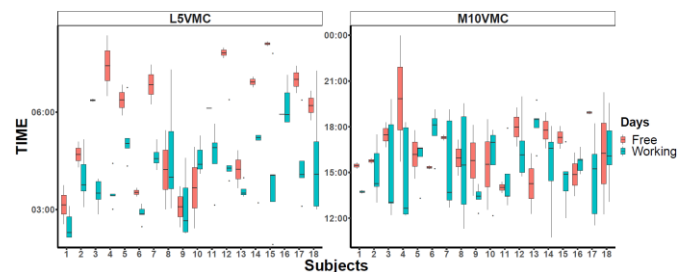 L5VMC
M10VMC
TIME
06:00
03:00
00:00
21:00
18:00
15:00
12:00
1 2 3 4 5 6 7 8 9 10 11 12 13 14 15 16 17 18
1 2 3 4 5 6 7 8 9 10 11 12 13 14 15 16 17 18
Subjects
Days
Free
Working